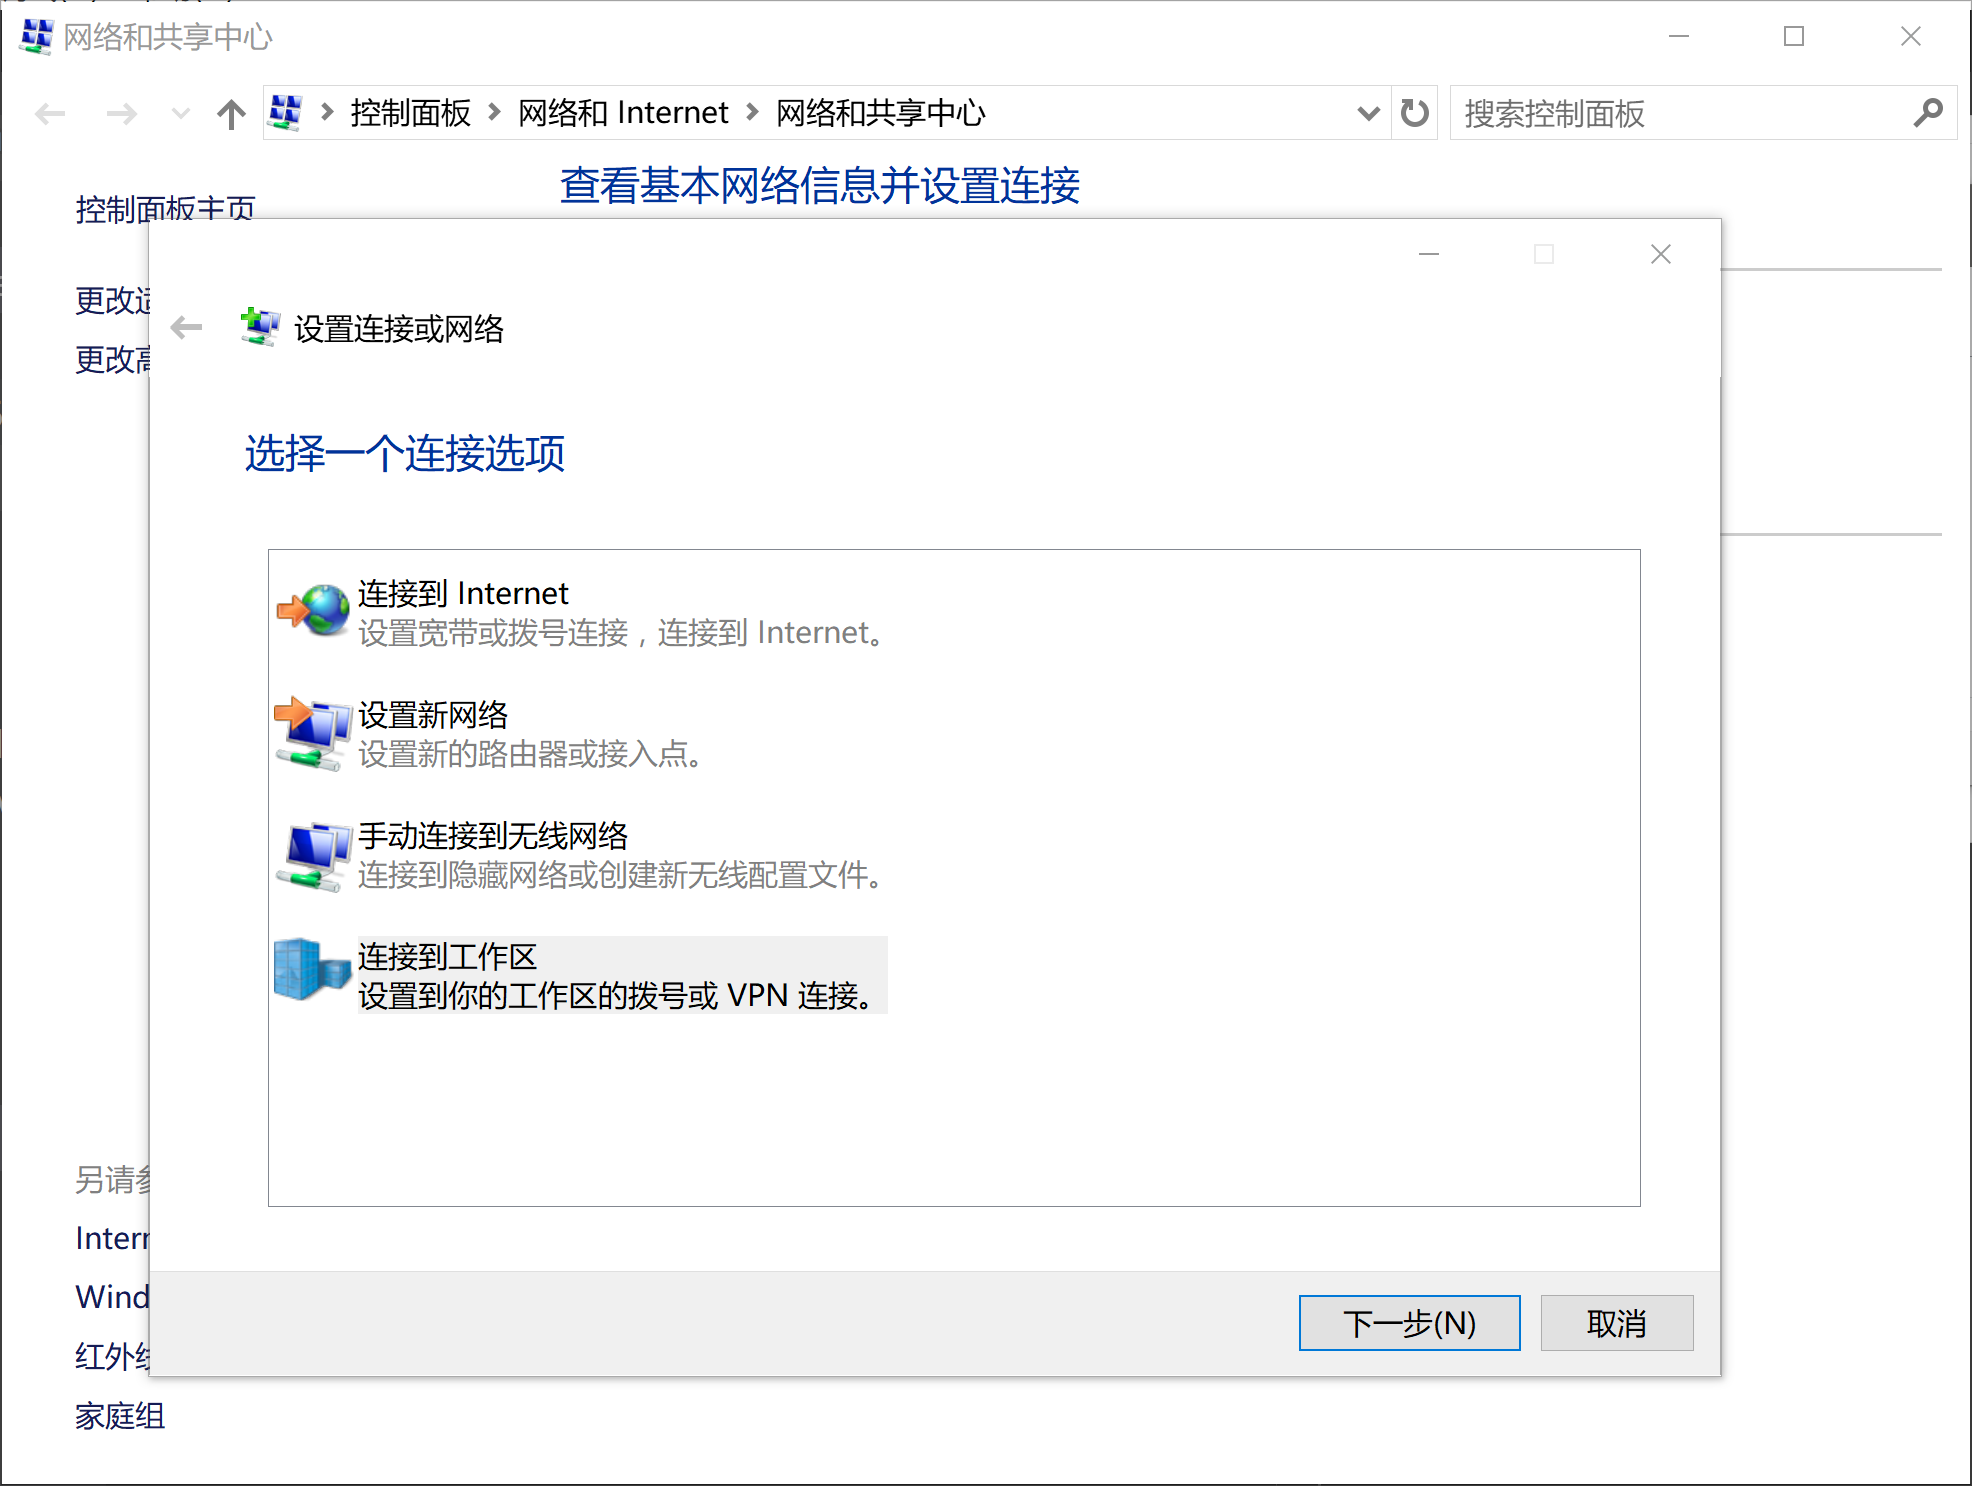 网络和共享中心
控制面板 网络和 Internet 网络和共享中心
搜索控制面板
查看基本网络信息并设置连接
控制面板主页
更改
更改
设置连接或网络
选择一个连接选项
连接到 Internet
设置宽带或拨号连接，连接到 Internet。
设置新网络
设置新的路由器或接入点。
手动连接到无线网络
连接到隐藏网络或创建新无线配置文件。
连接到工作区
设置到你的工作区的拨号或 VPN 连接。
另请
Inter
Wind
红外
家庭组
下一步(N)
取消